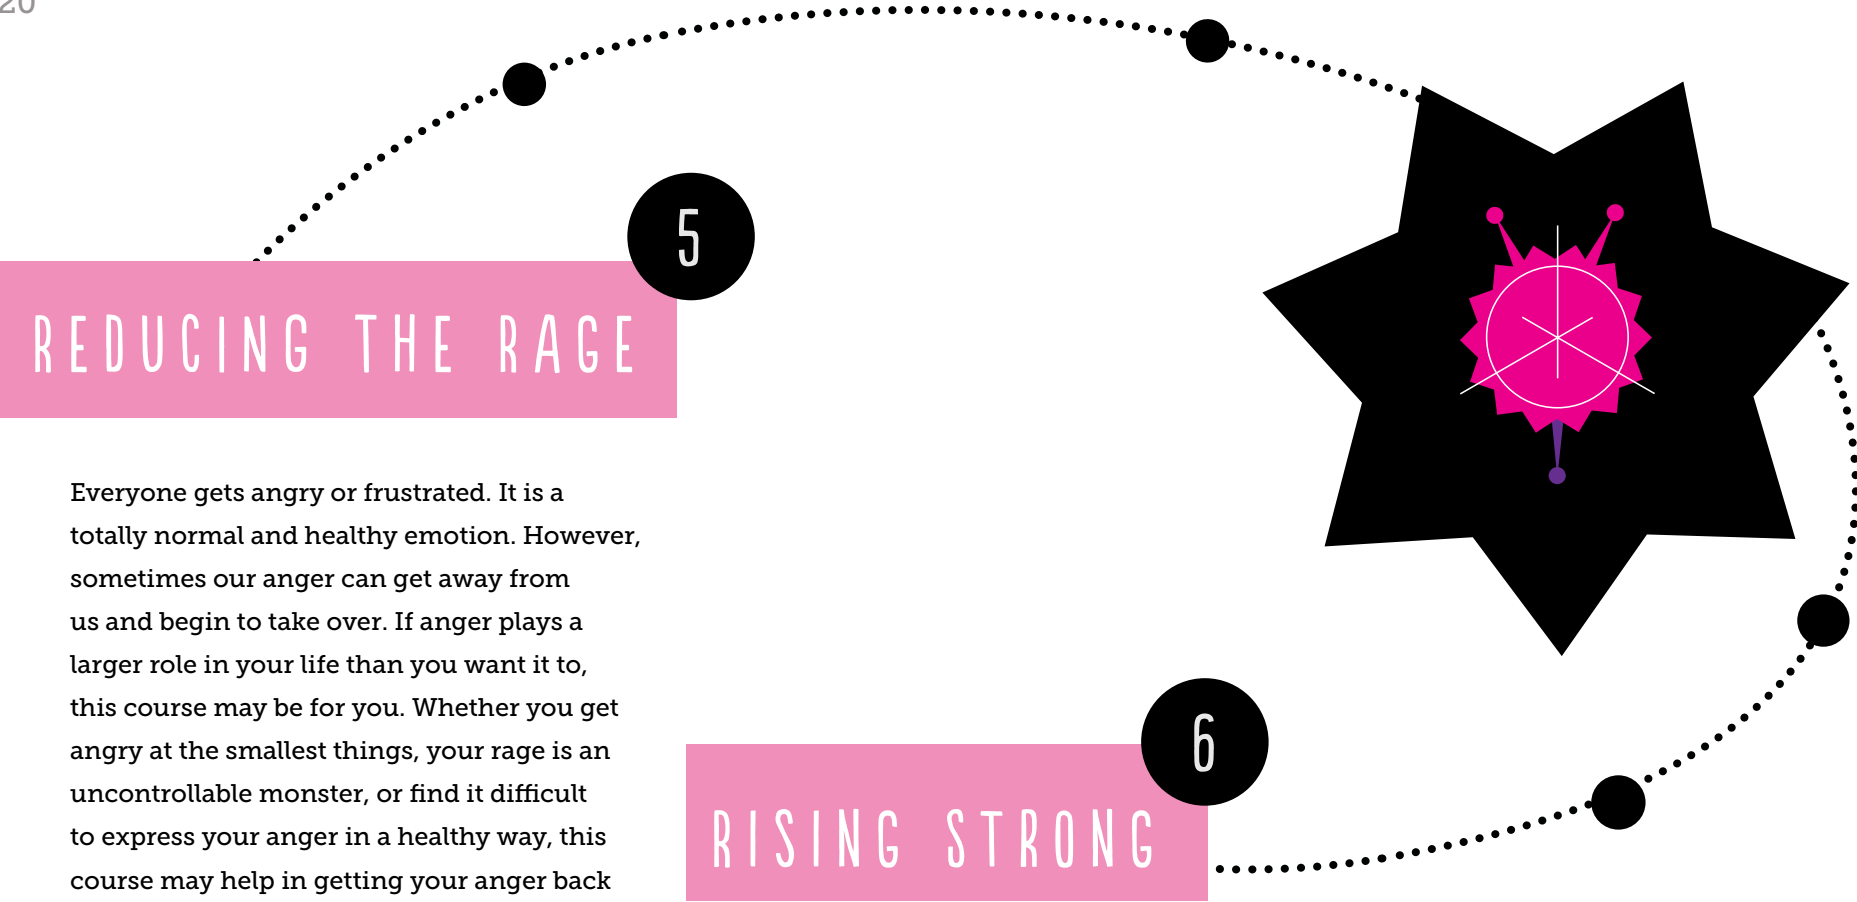 20
5
REDUCING THE RAGE
Everyone gets angry or frustrated. It is a
totally normal and healthy emotion. However,
sometimes our anger can get away from
us and begin to take over. If anger plays a
larger role in your life than you want it to,
this course may be for you. Whether you get
angry at the smallest things, your rage is an
uncontrollable monster, or find it difficult
to express your anger in a healthy way, this
course may help in getting your anger back
6
RISING STRONG